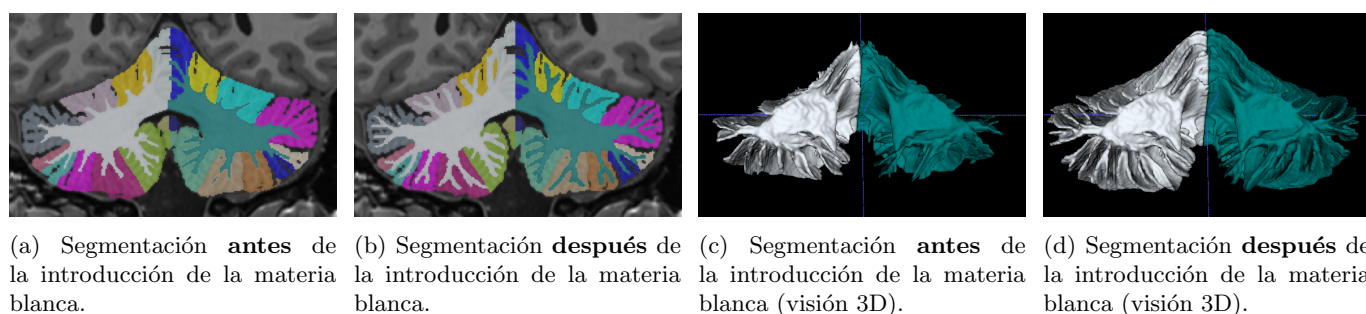 (a) Segmentación antes de
la introducción de la materia
blanca.
(b) Segmentación después de
la introducción de la materia
blanca.
(c) Segmentación antes de
la introducción de la materia
blanca (visión 3D).
(d) Segmentación después de
la introducción de la materia
blanca (visión 3D).